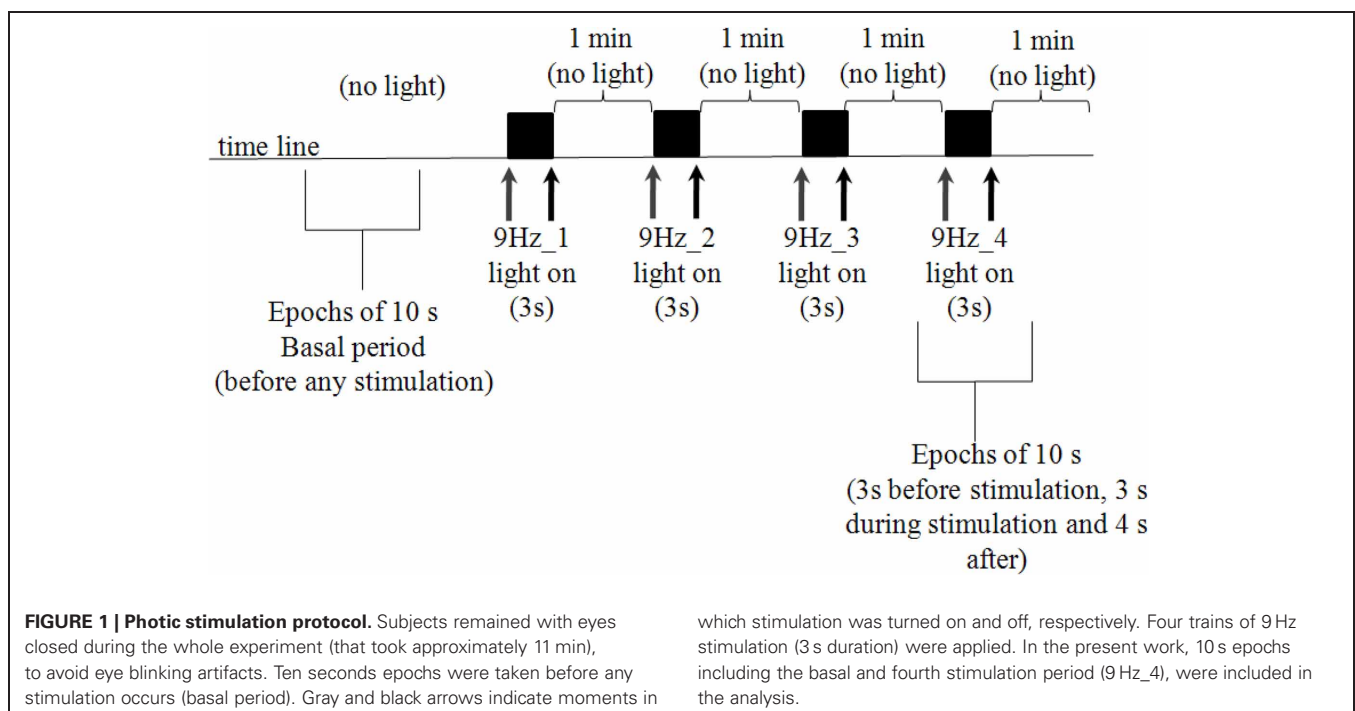 1 min
(no light)
1 min
(no light)
1 min
(no light)
1 min
(no light)
(no light)
time line
9Hz_1
light on
(3s)
9Hz_2
light on
(3s)
9Hz_3
light on
(3s)
9Hz_4
light on
(3s)
Epochs of 10 s
Basal period
(before any stimulation)
Epochs of 10 s
(3s before stimulation, 3 s
during stimulation and 4 s
after)
FIGURE 1 | Photic stimulation protocol. Subjects remained with eyes
closed during the whole experiment (that took approximately 11 min),
to avoid eye blinking artifacts. Ten seconds epochs were taken before any
stimulation occurs (basal period). Gray and black arrows indicate moments in
which stimulation was turned on and off, respectively. Four trains of 9 Hz
stimulation (3 s duration) were applied. In the present work, 10 s epochs
including the basal and fourth stimulation period (9 Hz_4), were included in
the analysis.